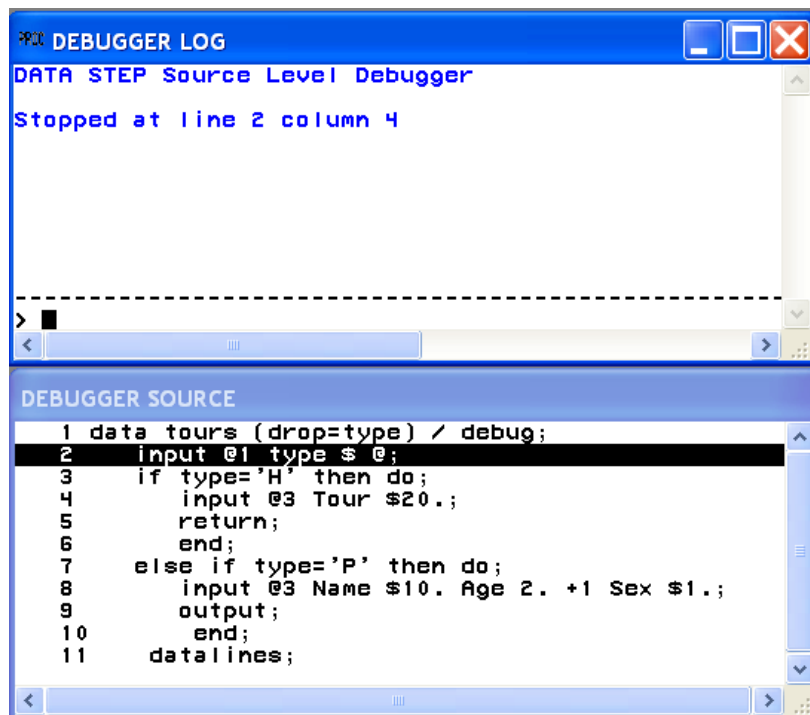 DEBUGGER LOG
DATA STEP Source Level Debugger
Stopped at line 2 column 4
>
DEBUGGER SOURCE
1 data tours (drop=type) / debug;
2 input @1 type $ @;
3 if type='H' then do;
4 input @3 Tour $20.;
5 return;
6 end;
7 else if type='P' then do;
8 input @3 Name $10. Age 2. +1 Sex $1.;
9 output;
10 end;
11 datalines;